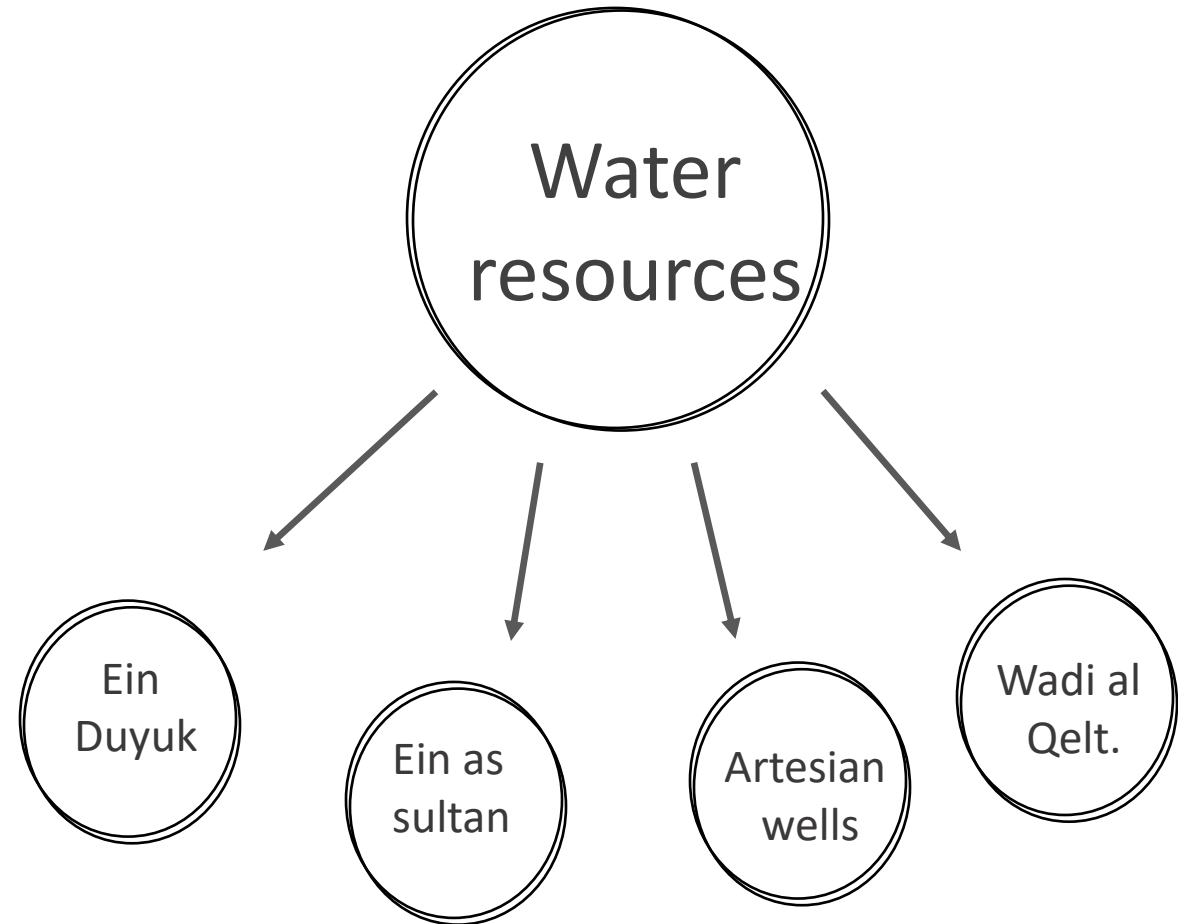 Water
resources
Ein
Duyuk
Ein as
sultan
Artesian
wells
Wadi al
Qelt.